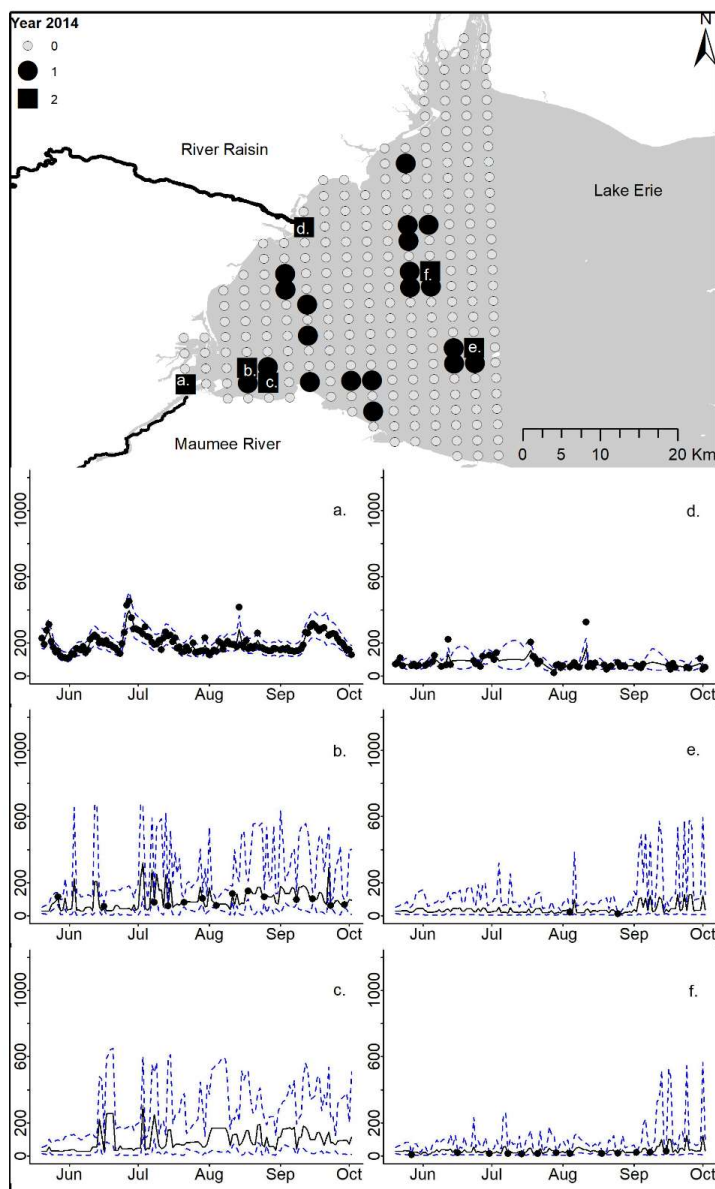 Year 2014
0
1
2
N
River Raisin
Lake Erie
d.
f.
e.
a.
b.
c.
Maumee River
0 5 10 20 Km
a.
1000
600
200
0
Jun Jul Aug Sep Oct
d.
1000
600
200
0
Jun Jul Aug Sep Oct
b.
1000
600
200
0
Jun Jul Aug Sep Oct
e.
1000
600
200
0
Jun Jul Aug Sep Oct
c.
1000
600
200
0
Jun Jul Aug Sep Oct
f.
1000
600
200
0
Jun Jul Aug Sep Oct